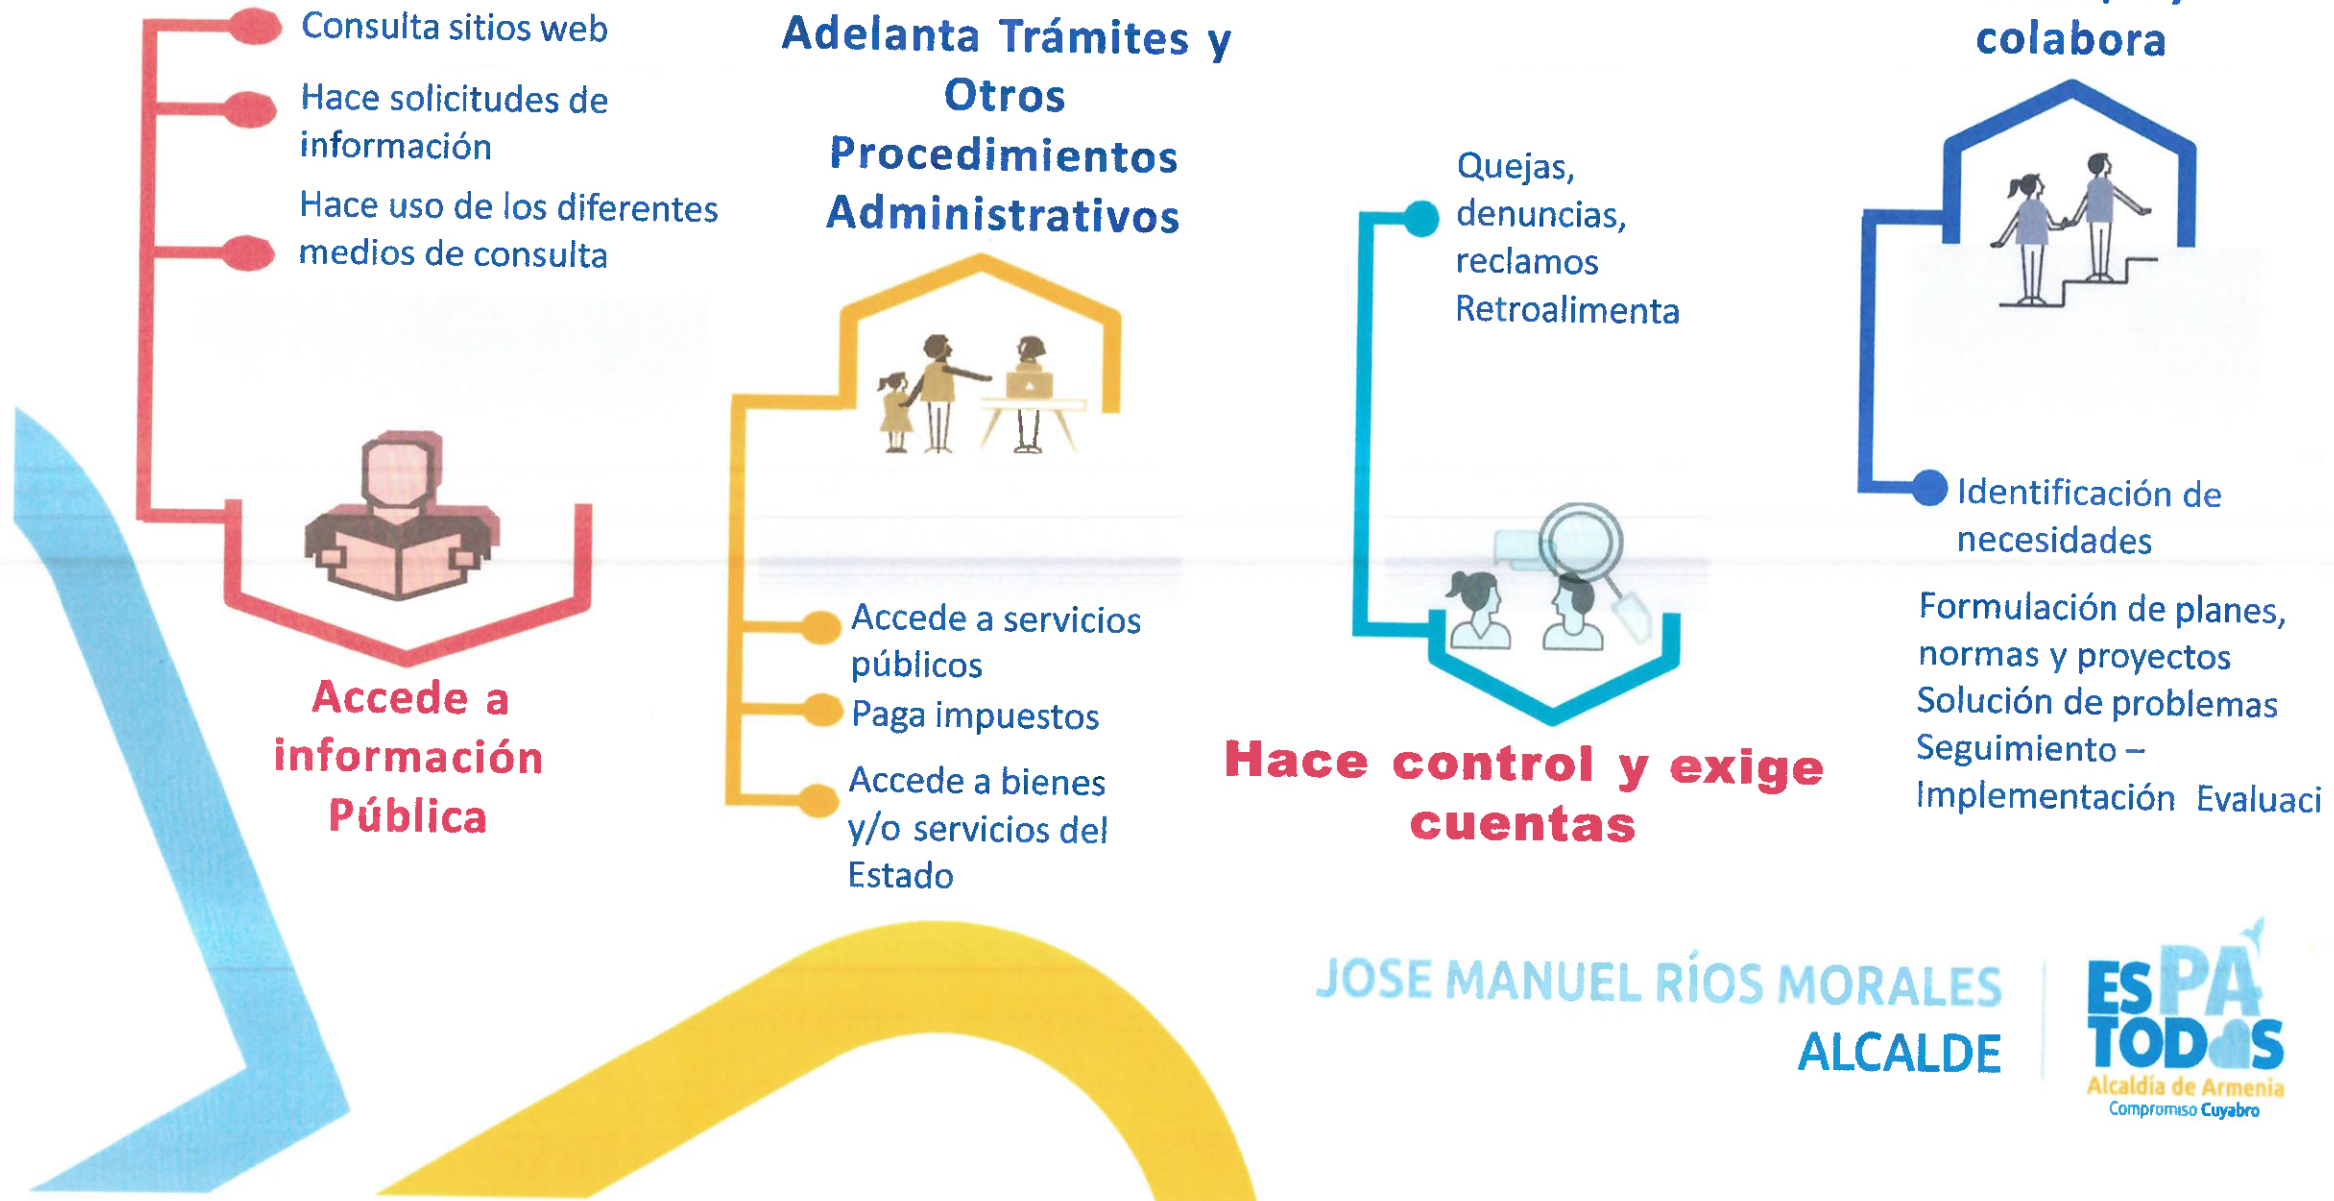 Consulta sitios web
Hace solicitudes de
información
Hace uso de los diferentes
medios de consulta
Accede a
información
Pública
Adelanta Trámites y
Otros
Procedimientos
Administrativos
Accede a servicios
públicos
Paga impuestos
Accede a bienes
y/o servicios del
Estado
Quejas,
denuncias,
reclamos
Retroalimenta
Hace control y exige
cuentas
colabora
Identificación de
necesidades
Formulación de planes,
normas y proyectos
Solución de problemas
Seguimiento –
Implementación Evaluaci
JOSE MANUEL RÍOS MORALES
ALCALDE
ES PA
TODOS
Alcaldía de Armenia
Compromiso Cuyabro